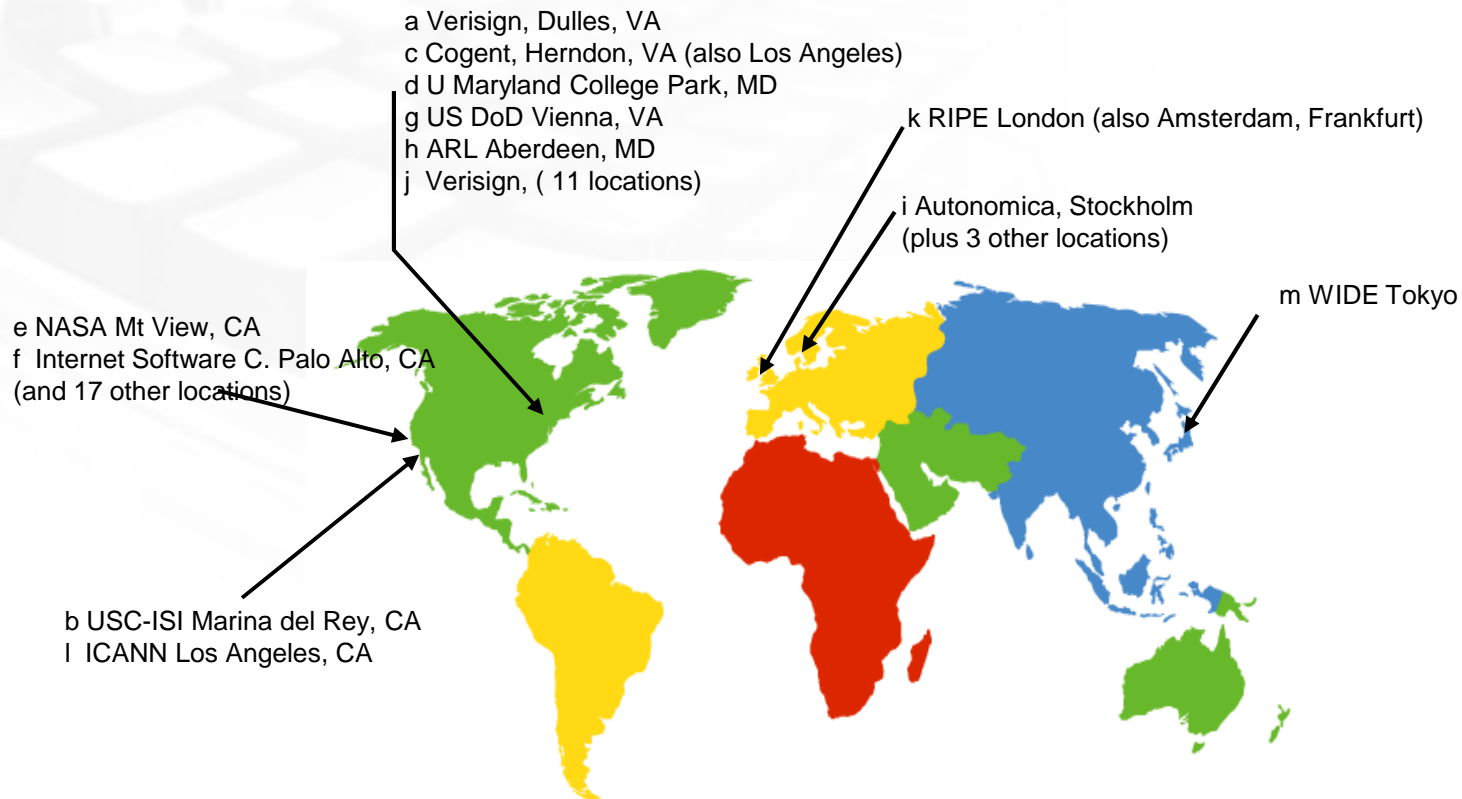 a Verisign, Dulles, VA
c Cogent, Herndon, VA (also Los Angeles)
d U Maryland College Park, MD
g US DoD Vienna, VA
h ARL Aberdeen, MD
j Verisign, ( 11 locations)
k RIPE London (also Amsterdam, Frankfurt)
i Autonomica, Stockholm
(plus 3 other locations)
m WIDE Tokyo
e NASA Mt View, CA
f Internet Software C. Palo Alto, CA
(and 17 other locations)
b USC-ISI Marina del Rey, CA
l ICANN Los Angeles, CA